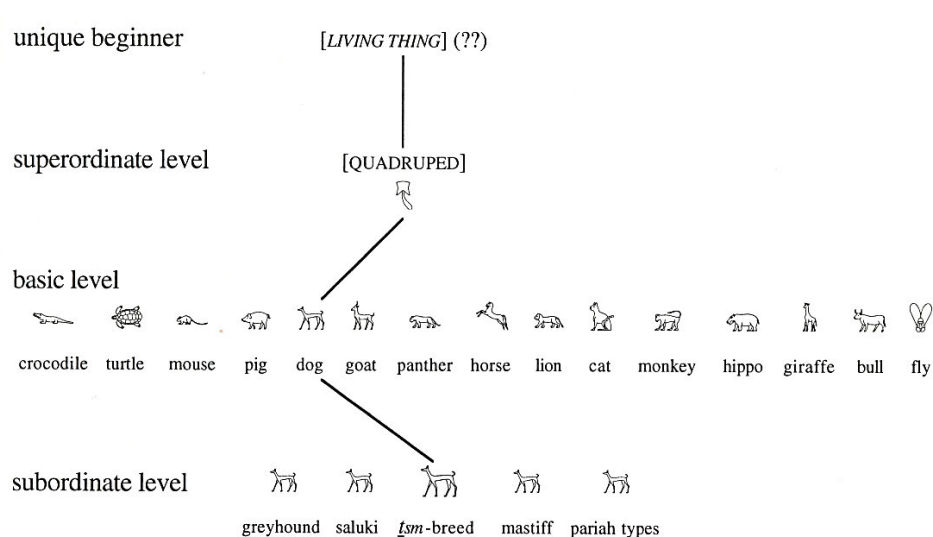 unique beginner [LIVING THING] (??)
superordinate level [QUADRUPED]
basic level
crocodile turtle mouse pig dog goat panther horse lion cat monkey hippo giraffe bull fly
subordinate level
greyhound saluki ṯsm-breed mastiff pariah types